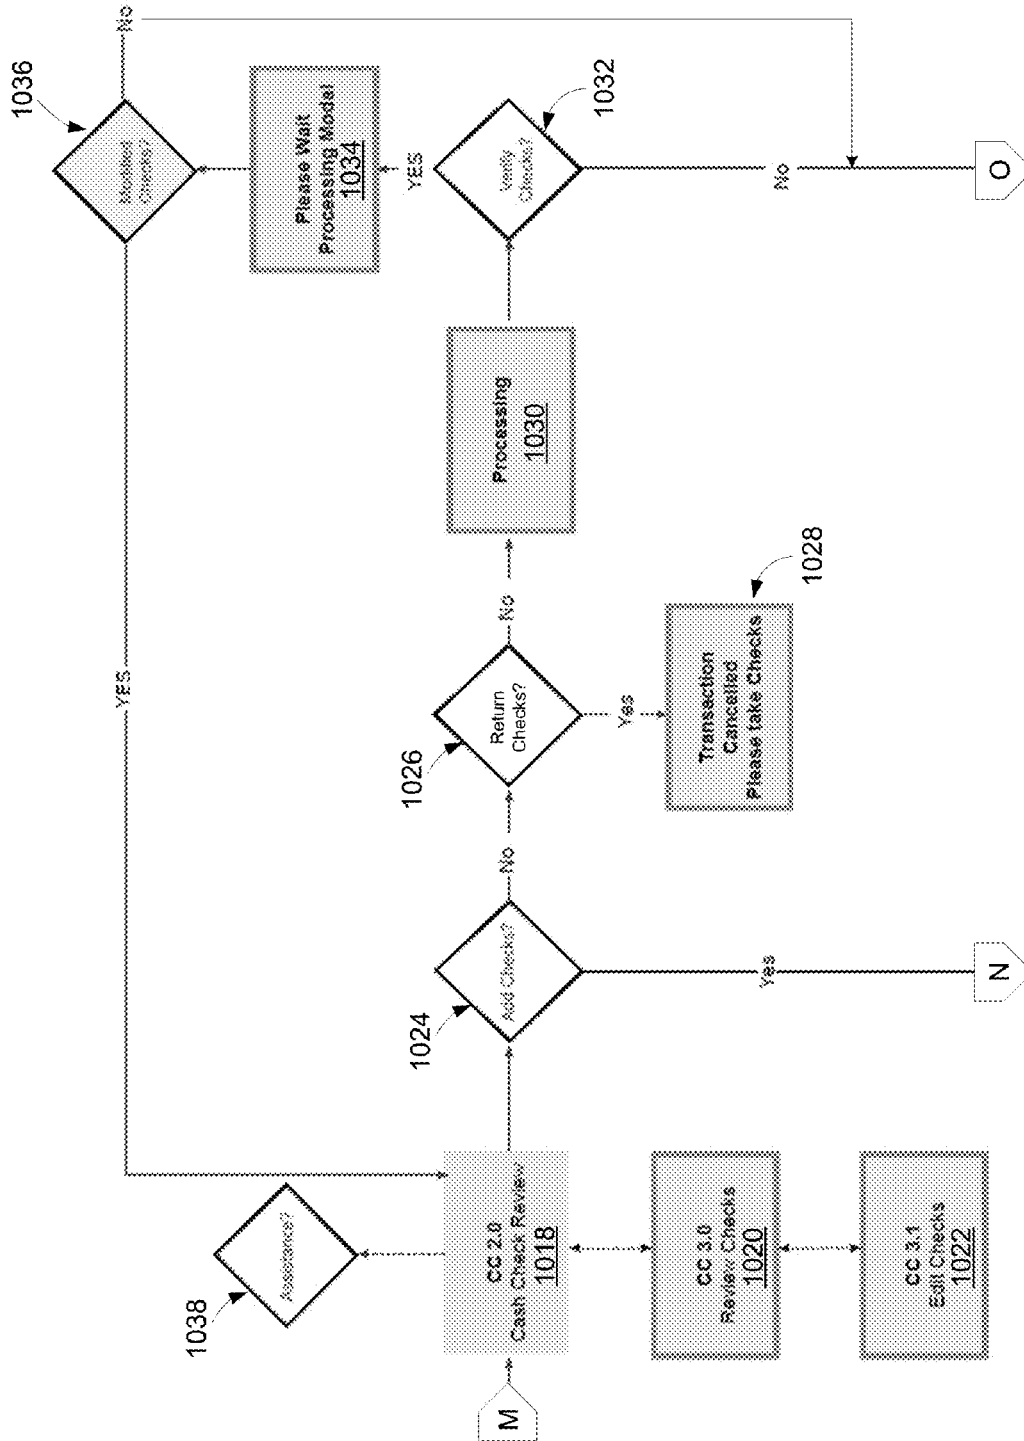 M
CC 2.0
Cash Check Review
1018
Assistance?
1038
CC 3.0
Review Checks
1020
CC 3.1
Edit Checks
1022
Add Checks?
1024
Yes
N
No
Return
Checks?
1026
Yes
Transaction
Cancelled
Please take Checks
1028
No
Processing
1030
Verify
Checks?
1032
No
O
YES
Please Wait
Processing Modal
1034
Modified
Checks?
1036
No
YES